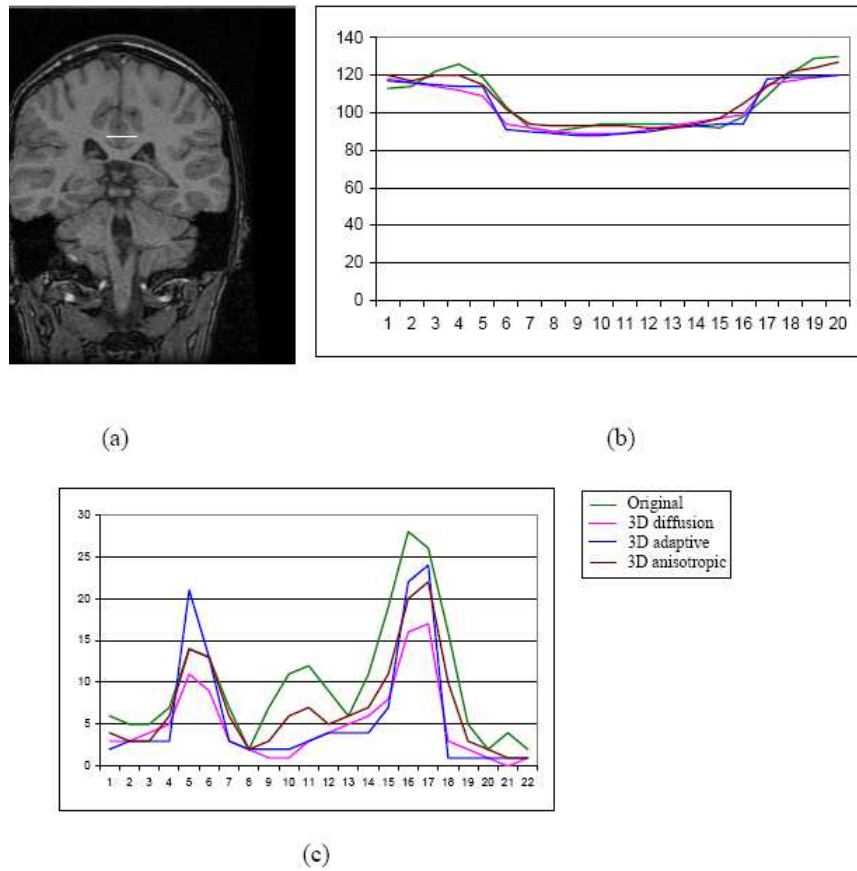 140
120
100
80
60
40
20
0
1 2 3 4 5 6 7 8 9 10 11 12 13 14 15 16 17 18 19 20
(a)
(b)
30
25
20
15
10
5
0
1 2 3 4 5 6 7 8 9 10 11 12 13 14 15 16 17 18 19 20 21 22
Original
3D diffusion
3D adaptive
3D anisotropic
(c)